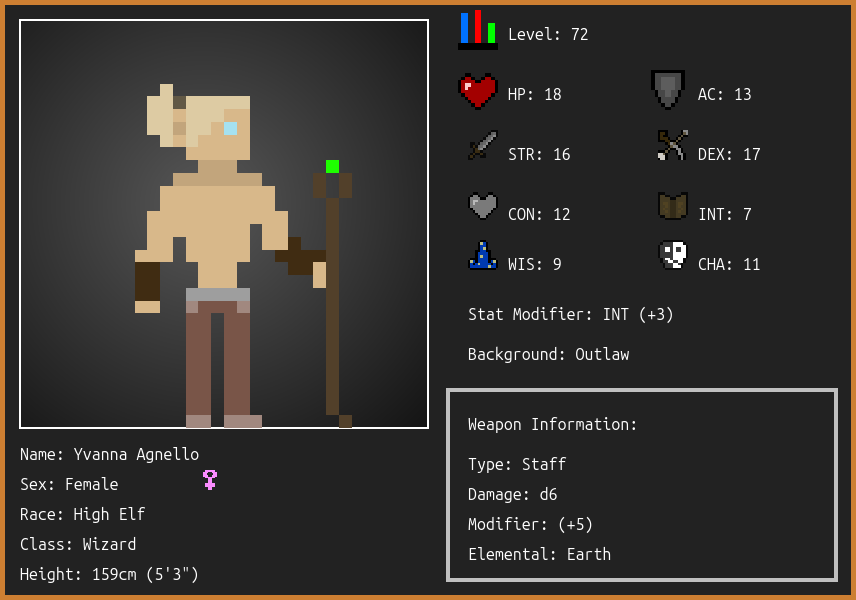 Level: 72
HP: 18
AC: 13
STR: 16
DEX: 17
CON: 12
INT: 7
WIS: 9
CHA: 11
Stat Modifier: INT (+3)
Background: Outlaw
Weapon Information:
Type: Staff
Damage: d6
Modifier: (+5)
Elemental: Earth
Name: Yvanna Agnello
Sex: Female
Race: High Elf
Class: Wizard
Height: 159cm (5'3")